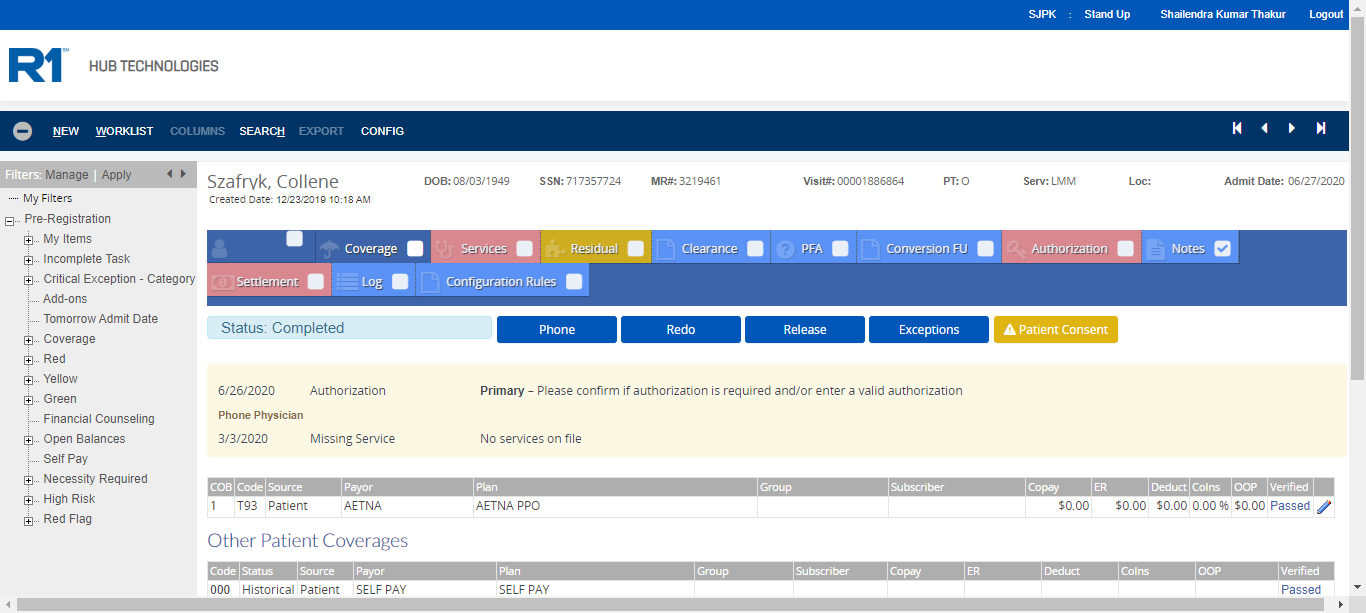 SJPK : Stand Up Shailendra Kumar Thakur Logout
R1 SM HUB TECHNOLOGIES
NEW WORKLIST COLUMNS SEARCH EXPORT CONFIG
Filters: Manage | Apply
My Filters
Pre-Registration
My Items
Incomplete Task
Critical Exception - Category
Add-ons
Tomorrow Admit Date
Coverage
Red
Yellow
Green
Financial Counseling
Open Balances
Self Pay
Necessity Required
High Risk
Red Flag
Szafryk, Collene DOB: 08/03/1949 SSN: 717357724 MR#: 3219461 Visit#: 00001886864 PT: O Serv: LMM Loc: Admit Date: 06/27/2020
Created Date: 12/23/2019 10:18 AM
Coverage Services Residual Clearance PFA Conversion FU Authorization Notes
Settlement Log Configuration Rules
Status: Completed Phone Redo Release Exceptions Patient Consent
6/26/2020 Authorization Primary – Please confirm if authorization is required and/or enter a valid authorization
Phone Physician
3/3/2020 Missing Service No services on file
COB Code Source Payor Plan Group Subscriber Copay ER Deduct CoIns OOP Verified
1 T93 Patient AETNA AETNA PPO $0.00 $0.00 $0.00 0.00 % $0.00 Passed
Other Patient Coverages
Code Status Source Payor Plan Group Subscriber Copay ER Deduct CoIns OOP Verified
000 Historical Patient SELF PAY SELF PAY Passed